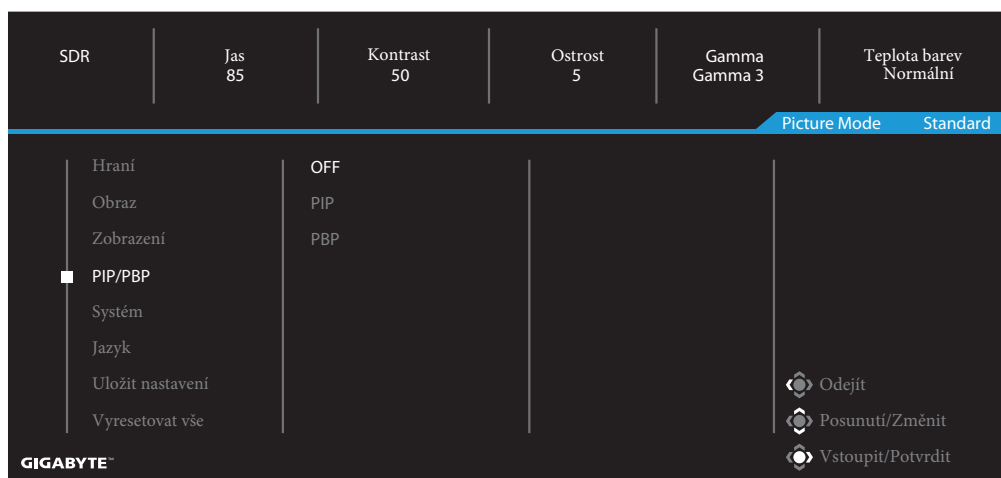 SDR
Jas
85
Kontrast
50
Ostrost
5
Gamma
Gamma 3
Teplota barev
Normální
Picture Mode Standard
Hraní
Obraz
Zobrazení
PIP/PBP
Systém
Jazyk
Uložit nastavení
Vyresetovat vše
OFF
PIP
PBP
Odejít
Posunutí/Změnit
Vstoupit/Potvrdit
GIGABYTE™